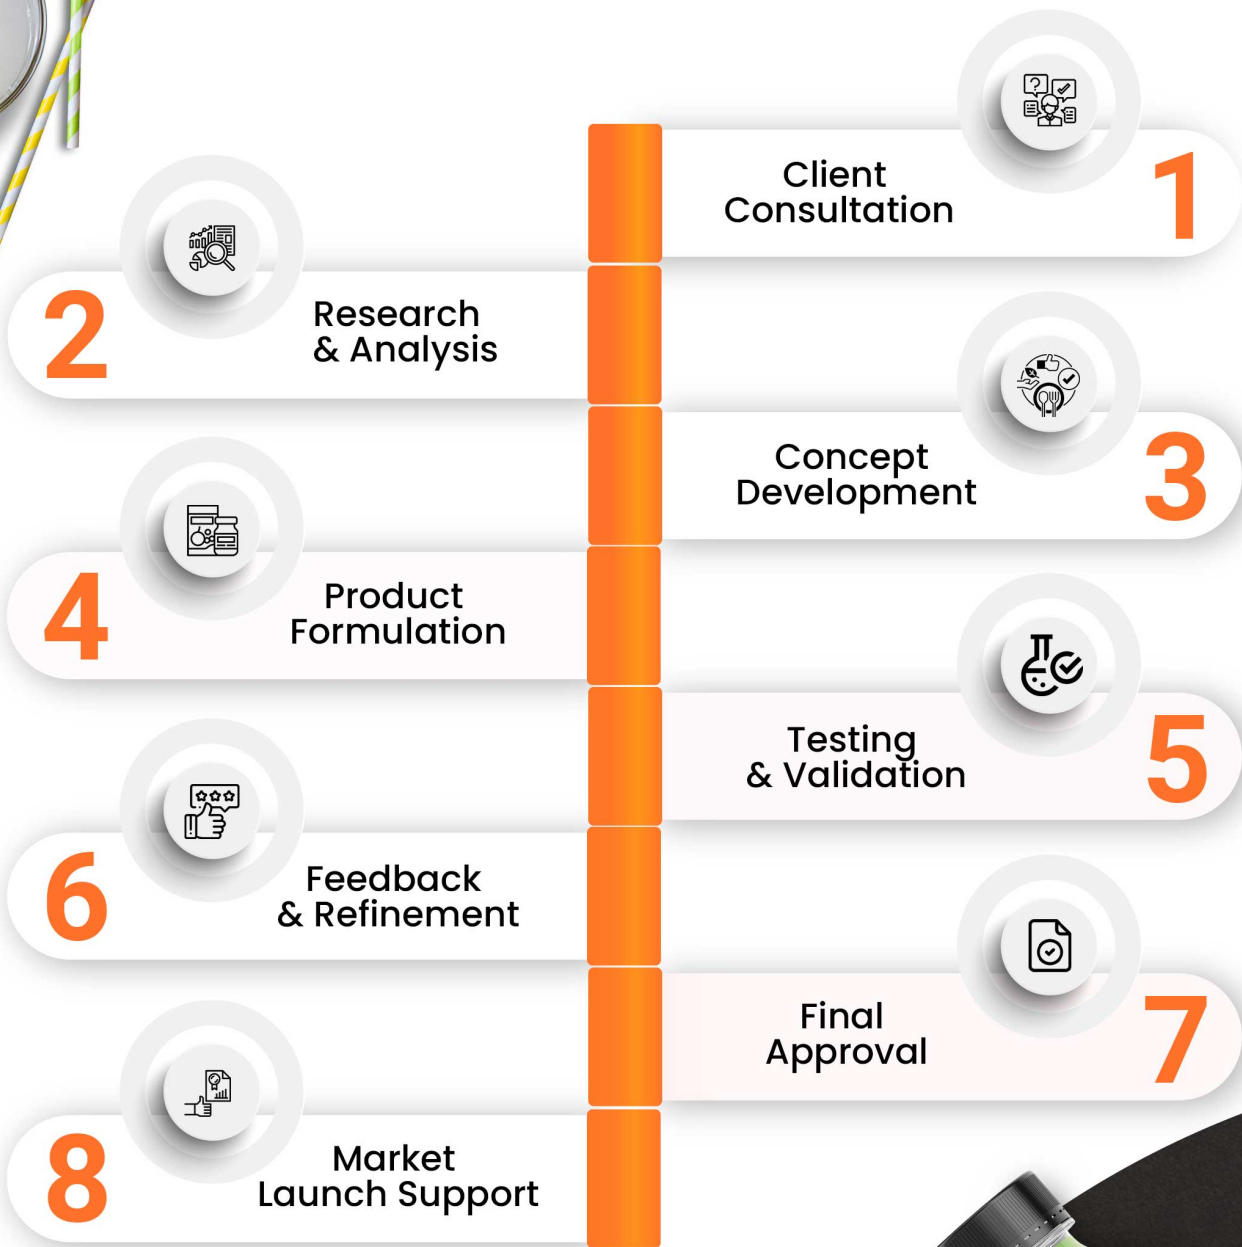 1
Client
Consultation
2
Research
& Analysis
3
Concept
Development
4
Product
Formulation
5
Testing
& Validation
6
Feedback
& Refinement
7
Final
Approval
8
Market
Launch Support